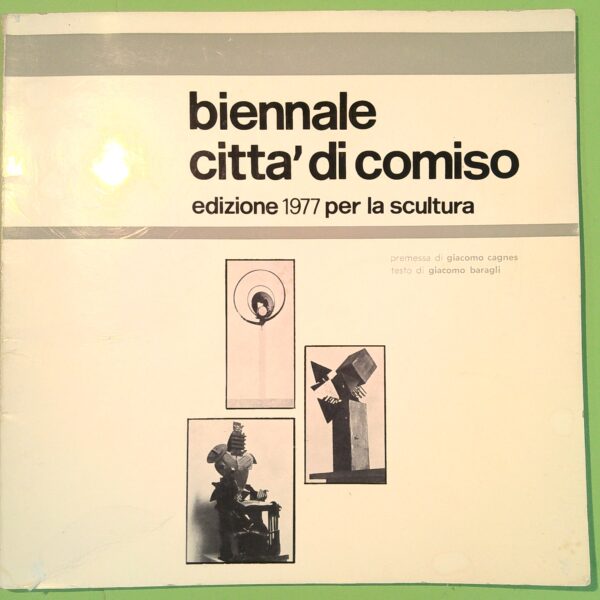 biennale
citta' di comiso
edizione 1977 per la scultura
premessa di giacomo cagnes
testo di giacomo baragli